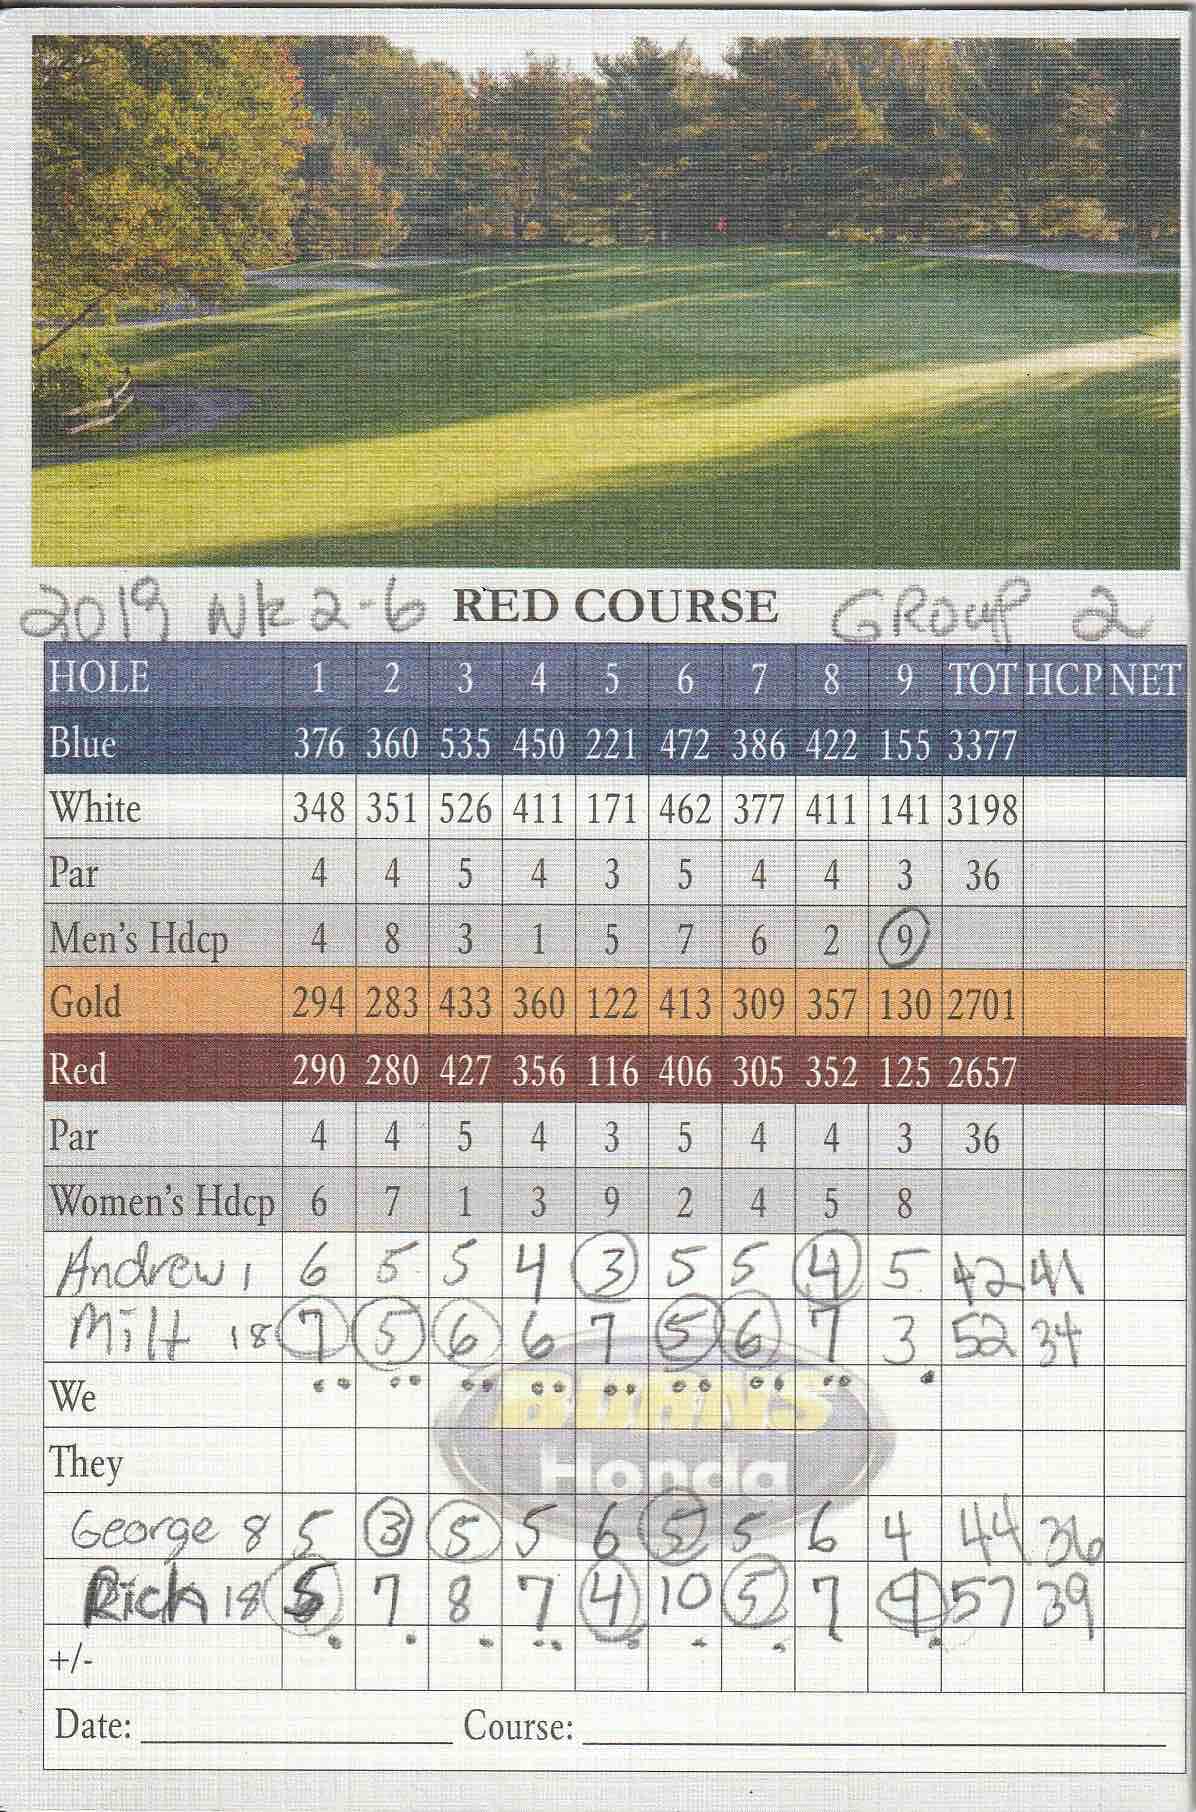 2019 Wk 2-6 RED COURSE GROUP 2
HOLE 1 2 3 4 5 6 7 8 9 TOT HCP NET
Blue 376 360 535 450 221 472 386 422 155 3377
White 348 351 526 411 171 462 377 411 141 3198
Par 4 4 5 4 3 5 4 4 3 36
Men's Hdcp 4 8 3 1 5 7 6 2 9
Gold 294 283 433 360 122 413 309 357 130 2701
Red 290 280 427 356 116 406 305 352 125 2657
Par 4 4 5 4 3 5 4 4 3 36
Women's Hdcp 6 7 1 3 9 2 4 5 8
Andrew 1 6 5 5 4 3 5 5 4 5 42 41
Milt 18 7 5 6 6 7 5 6 7 3 52 34
We
BURNS
They
Honda
George 8 5 3 5 5 6 5 5 6 4 44 36
Rich 18 5 7 8 7 4 10 5 7 4 57 39
+/-
Date: Course: